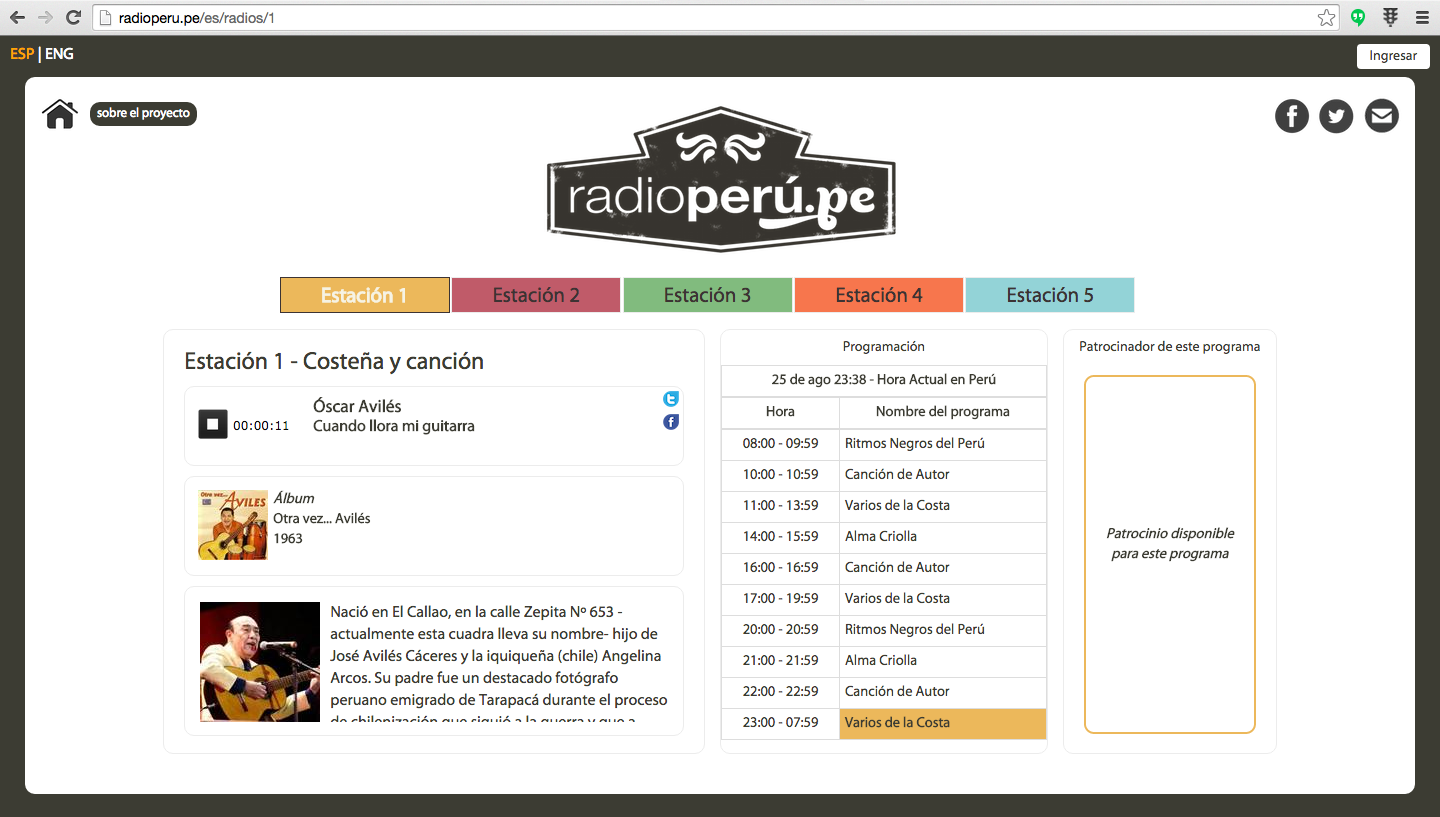 radioperu.pe/es/radios/1
ESP | ENG
Ingresar
sobre el proyecto
radioperú.pe
Estación 1
Estación 2
Estación 3
Estación 4
Estación 5
Estación 1 - Costeña y canción
00:00:11
Óscar Avilés
Cuando llora mi guitarra
Otra vez... AVILES
Álbum
Otra vez... Avilés
1963
Nació en El Callao, en la calle Zepita Nº 653 -
actualmente esta cuadra lleva su nombre- hijo de
José Avilés Cáceres y la iquiqueña (chile) Angelina
Arcos. Su padre fue un destacado fotógrafo
peruano emigrado de Tarapacá durante el proceso
de chilenización que siguió a la guerra y que a
Programación
25 de ago 23:38 - Hora Actual en Perú
Hora Nombre del programa
08:00 - 09:59 Ritmos Negros del Perú
10:00 - 10:59 Canción de Autor
11:00 - 13:59 Varios de la Costa
14:00 - 15:59 Alma Criolla
16:00 - 16:59 Canción de Autor
17:00 - 19:59 Varios de la Costa
20:00 - 20:59 Ritmos Negros del Perú
21:00 - 21:59 Alma Criolla
22:00 - 22:59 Canción de Autor
23:00 - 07:59 Varios de la Costa
Patrocinador de este programa
Patrocinio disponible
para este programa